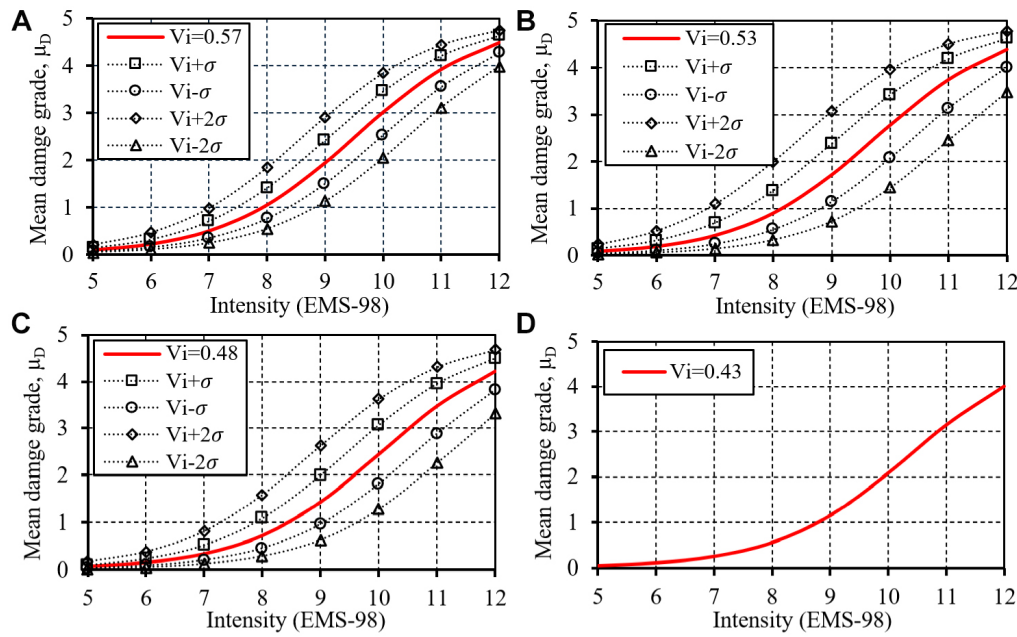 A
Mean damge grade, μD
5
4
3
2
1
0
Vi=0.57
Vi+σ
Vi-σ
Vi+2σ
Vi-2σ
5 6 7 8 9 10 11 12
Intensity (EMS-98)
B
Mean damge grade, μD
5
4
3
2
1
0
Vi=0.53
Vi+σ
Vi-σ
Vi+2σ
Vi-2σ
5 6 7 8 9 10 11 12
Intensity (EMS-98)
C
Mean damge grade, μD
5
4
3
2
1
0
Vi=0.48
Vi+σ
Vi-σ
Vi+2σ
Vi-2σ
5 6 7 8 9 10 11 12
Intensity (EMS-98)
D
Mean damge grade, μD
5
4
3
2
1
0
Vi=0.43
5 6 7 8 9 10 11 12
Intensity (EMS-98)